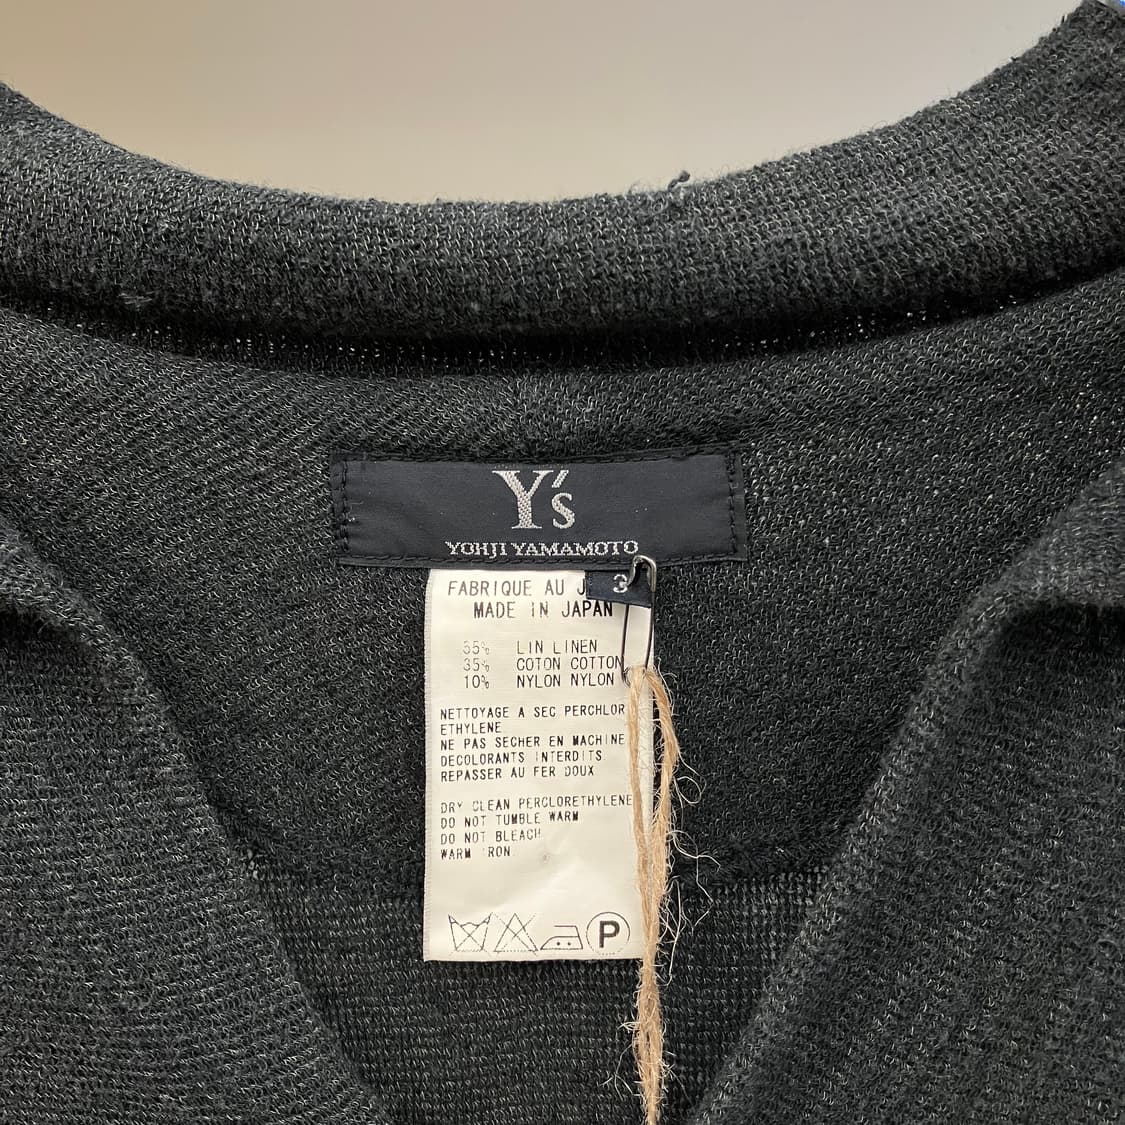 Y's
YOHJI YAMAMOTO
3
FABRIQUE AU J
MADE IN JAPAN
55% LIN LINEN
35% COTON COTTON
10% NYLON NYLON
NETTOYAGE A SEC PERCHLOR
ETHYLENE
NE PAS SECHER EN MACHINE
DECOLORANTS INTERDITS
REPASSER AU FER DOUX
DRY CLEAN PERCLORETHYLENE
DO NOT TUMBLE WARM
DO NOT BLEACH
WARM IRON
P